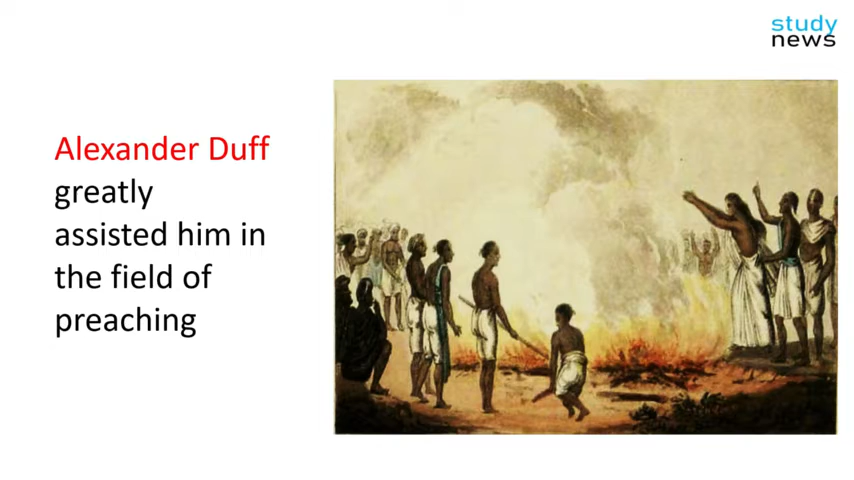 study
news
Alexander Duff
greatly
assisted him in
the field of
preaching